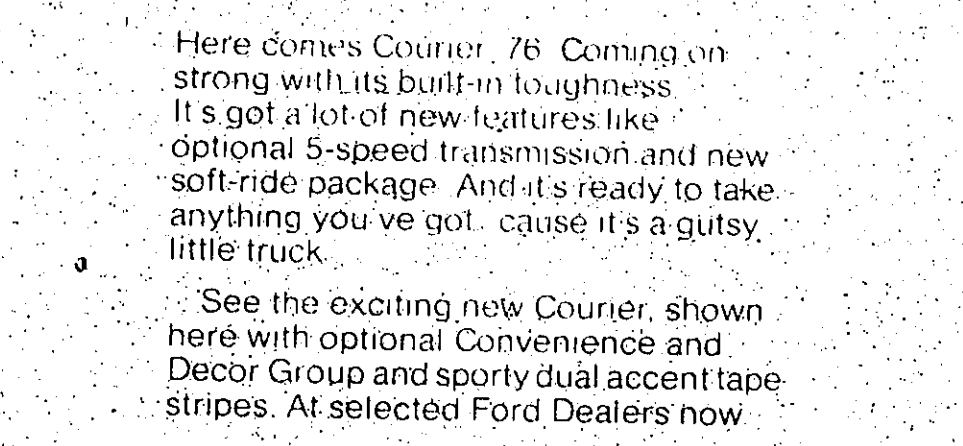 Here comes Courier '76. Coming on
strong with its built-in toughness.
It's got a lot of new features like
optional 5-speed transmission and new
soft-ride package. And it's ready to take
anything you've got, cause it's a gutsy
little truck.
See the exciting new Courier, shown
here with optional Convenience and
Decor Group and sporty dual accent tape
stripes. At selected Ford Dealers now.